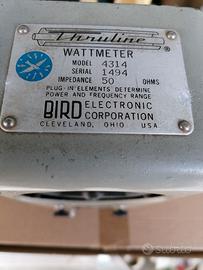 Thruline
®
WATTMETER
MODEL 4314
SERIAL 1494
IMPEDANCE 50 OHMS
PLUG-IN ELEMENTS DETERMINE
POWER AND FREQUENCY RANGE
BIRD ELECTRONIC
CORPORATION
CLEVELAND, OHIO USA
subito